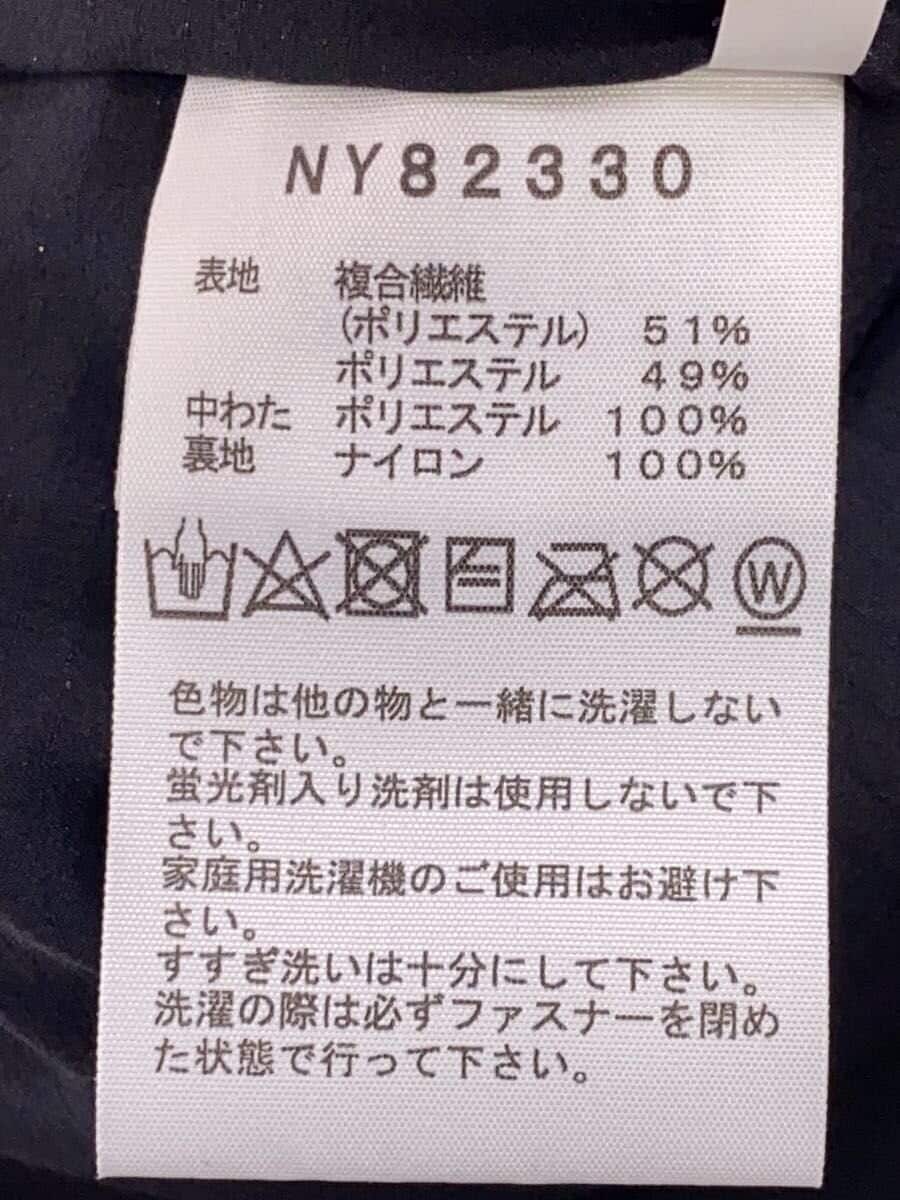 NY82330
表地 複合繊維
(ポリエステル) 51%
ポリエステル 49%
中わた ポリエステル 100%
裏地 ナイロン 100%
W
色物は他の物と一緒に洗濯しない
で下さい。
蛍光剤入り洗剤は使用しないで下
さい。
家庭用洗濯機のご使用はお避け下
さい。
すすぎ洗いは十分にして下さい。
洗濯の際は必ずファスナーを閉め
た状態で行って下さい。